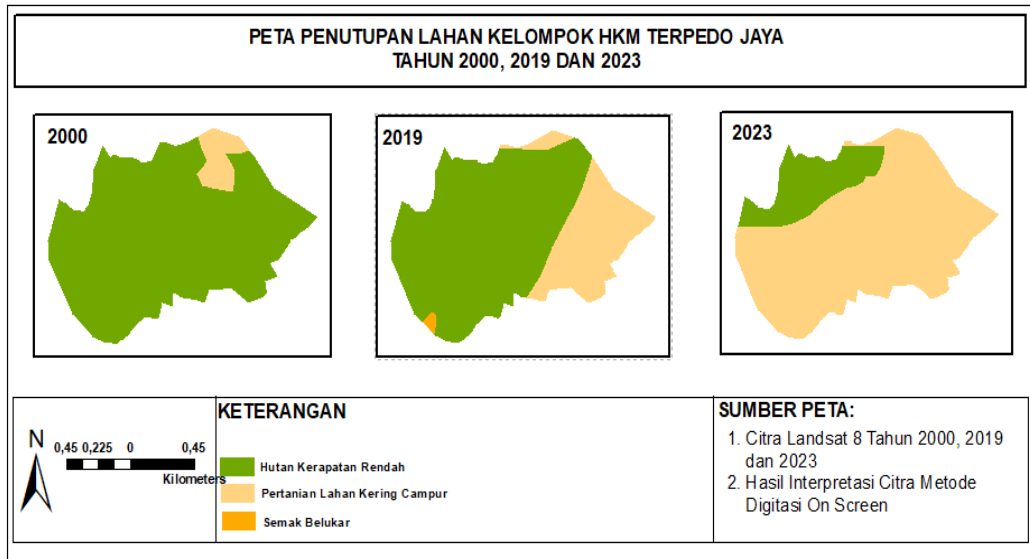 PETA PENUTUPAN LAHAN KELOMPOK HKM TERPEDO JAYA
TAHUN 2000, 2019 DAN 2023
2000
2019
2023
N
0,45 0,225 0 0,45
Kilometers
KETERANGAN
Hutan Kerapatan Rendah
Pertanian Lahan Kering Campur
Semak Belukar
SUMBER PETA:
1. Citra Landsat 8 Tahun 2000, 2019
dan 2023
2. Hasil Interpretasi Citra Metode
Digitasi On Screen